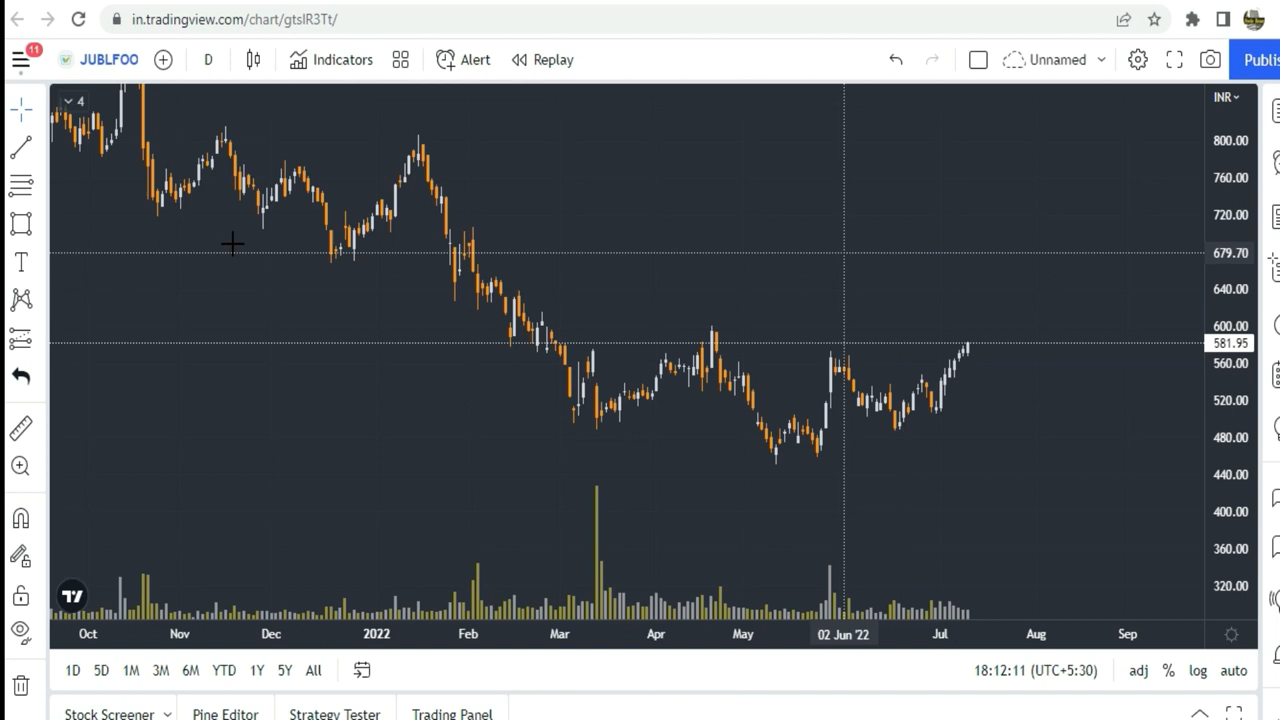 in.tradingview.com/chart/gtsIR3Tt/
11 JUBLFOO D Indicators Alert Replay Unnamed Publis
4
INR
800.00
760.00
720.00
679.70
640.00
600.00
581.95
560.00
520.00
480.00
440.00
400.00
360.00
320.00
Oct Nov Dec 2022 Feb Mar Apr May 02 Jun '22 Jul Aug Sep
1D 5D 1M 3M 6M YTD 1Y 5Y All 18:12:11 (UTC+5:30) adj % log auto
Stock Screener Pine Editor Strategy Tester Trading Panel